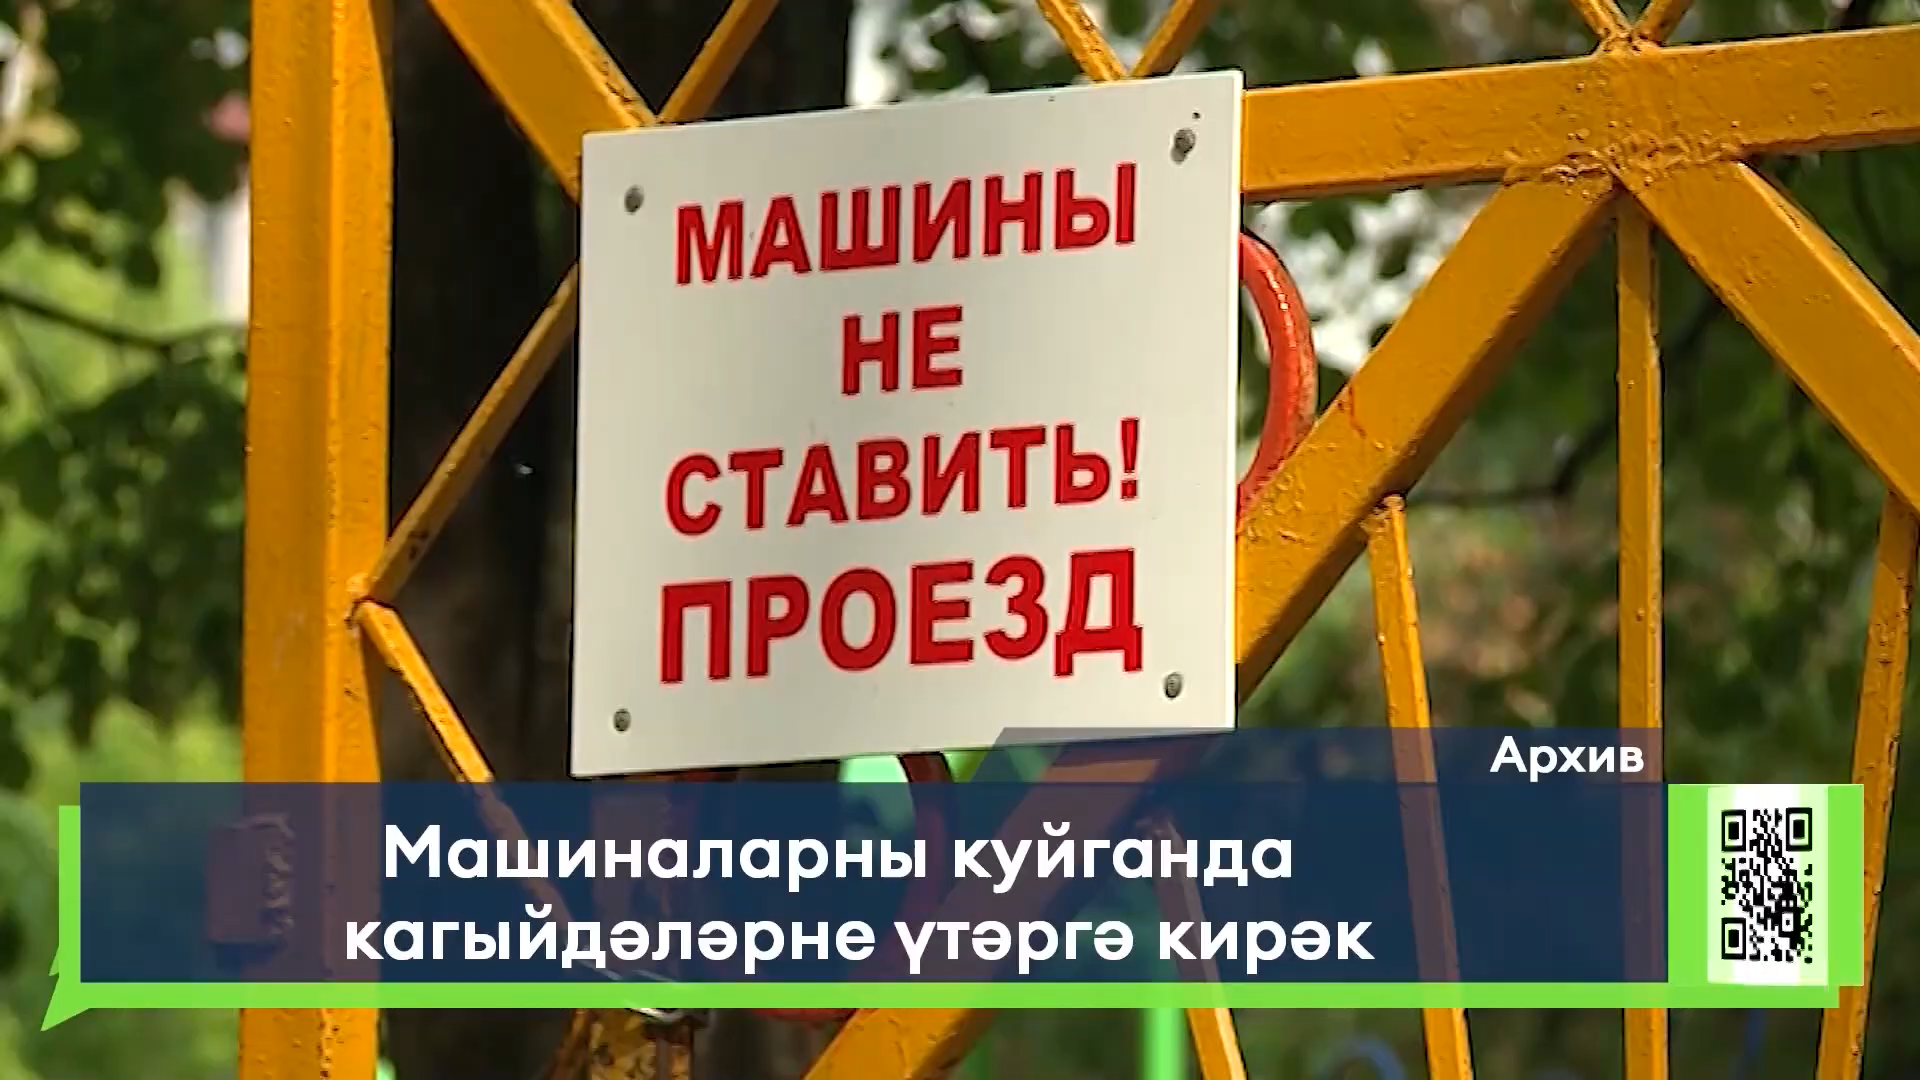 МАШИНЫ
НЕ
СТАВИТЬ!
ПРОЕЗД
Архив
Машиналарны куйганда
кагыйдәләрне үтәргә кирәк